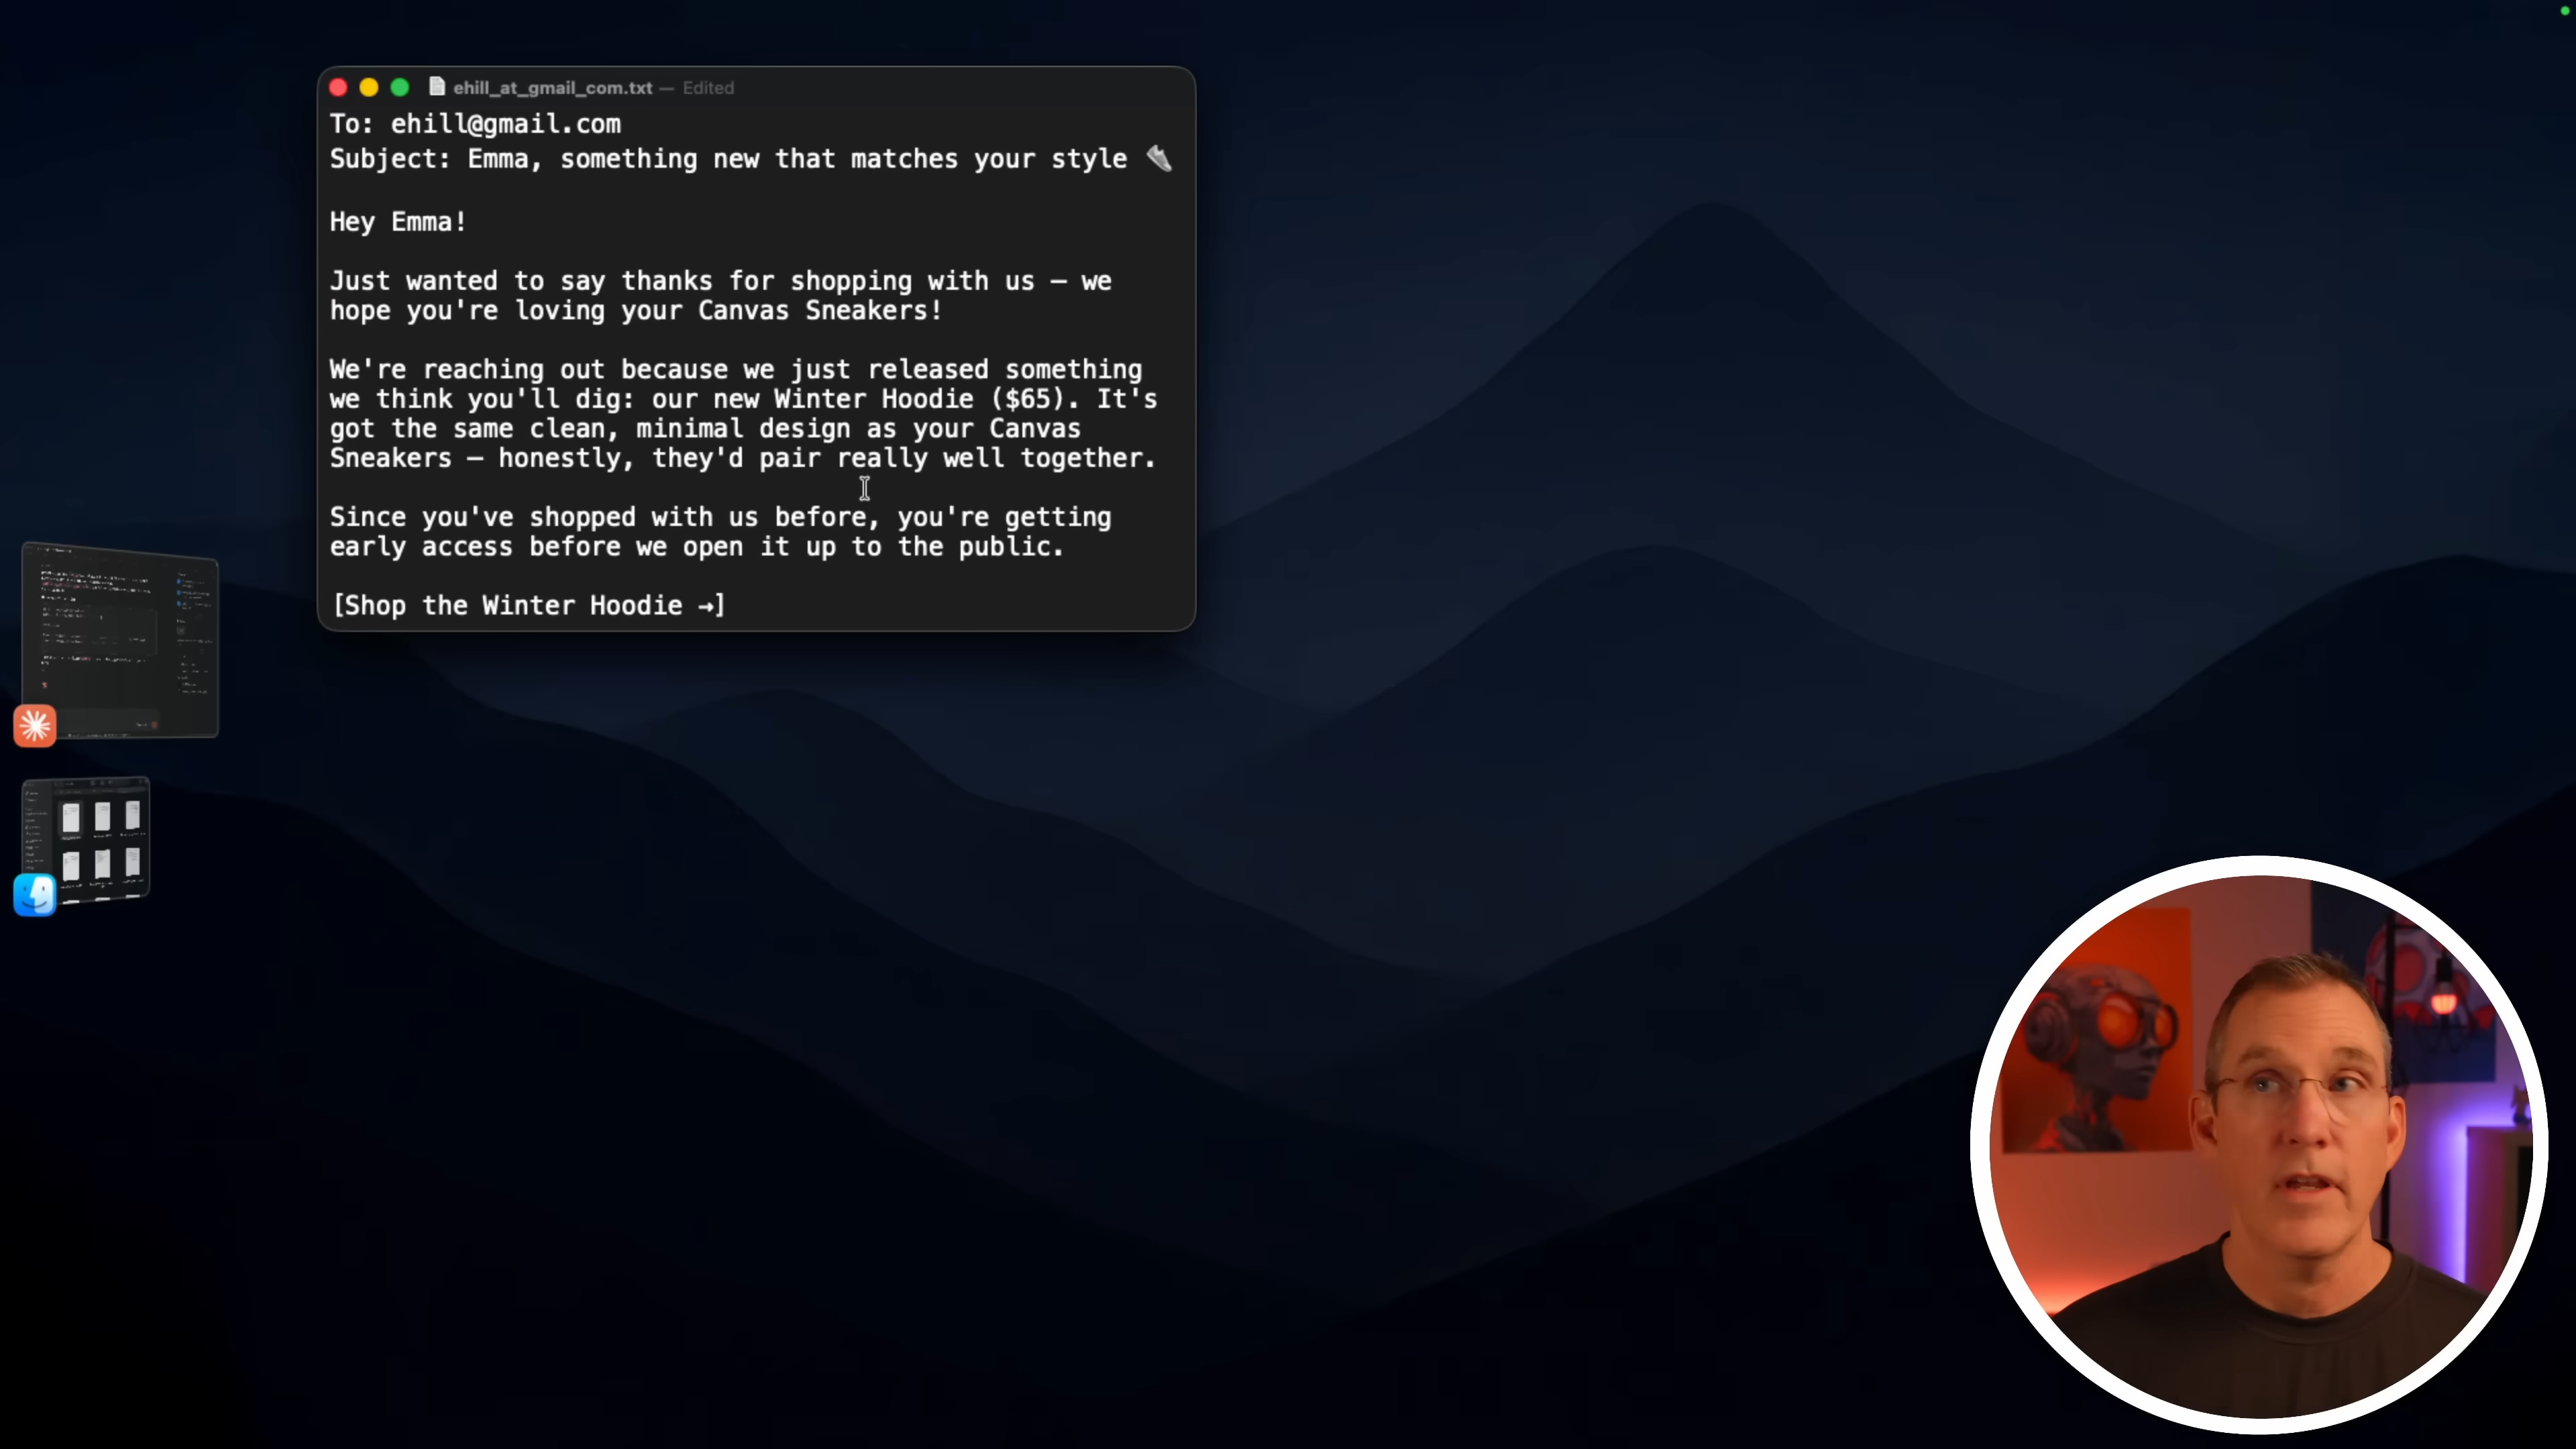 ehill_at_gmail_com.txt — Edited
To: ehill@gmail.com
Subject: Emma, something new that matches your style 👟
Hey Emma!
Just wanted to say thanks for shopping with us — we
hope you're loving your Canvas Sneakers!
We're reaching out because we just released something
we think you'll dig: our new Winter Hoodie ($65). It's
got the same clean, minimal design as your Canvas
Sneakers — honestly, they'd pair really well together.
Since you've shopped with us before, you're getting
early access before we open it up to the public.
[Shop the Winter Hoodie →]